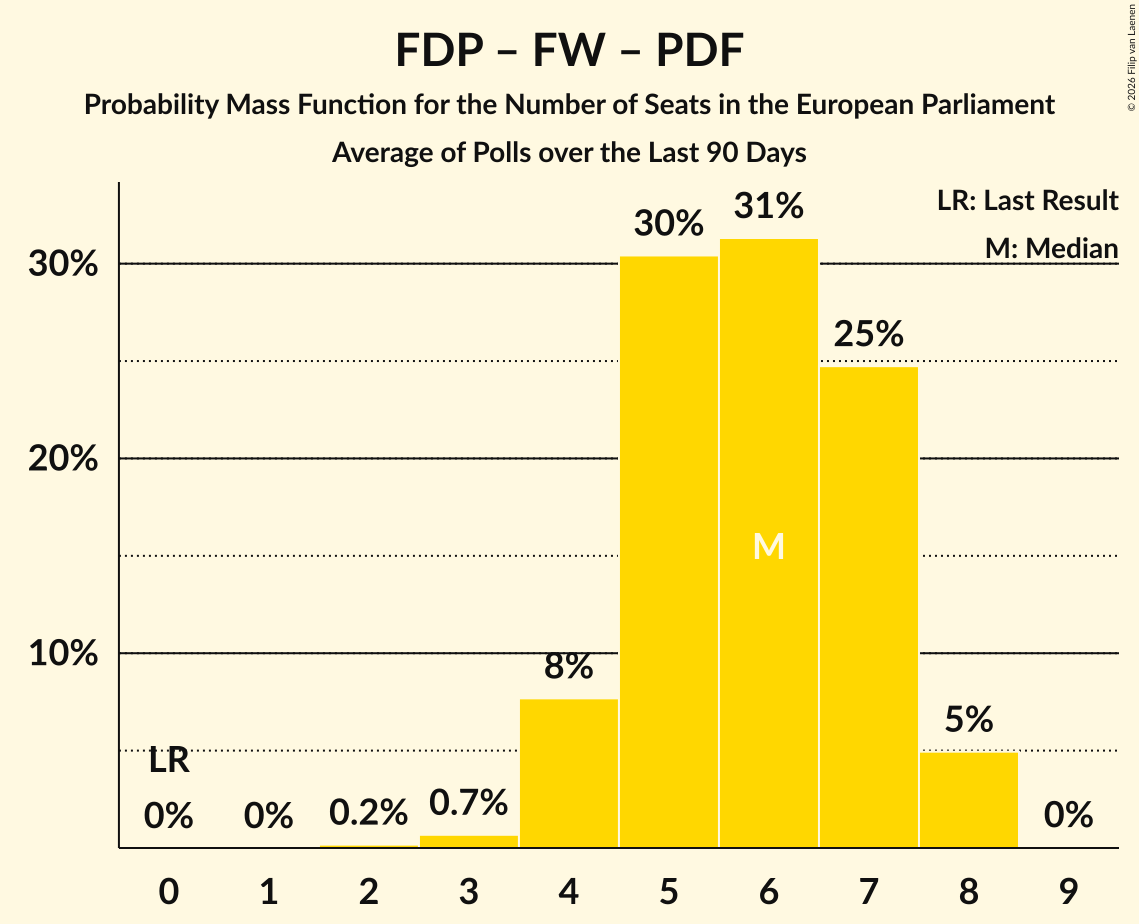 FDP – FW – PDF
Probability Mass Function for the Number of Seats in the European Parliament
Average of Polls over the Last 90 Days
© 2026 Filip van Laenen
LR: Last Result
M: Median
30%
20%
10%
LR
0%
0%
0.2%
0.7%
8%
30%
31%
25%
5%
0%
M
0 1 2 3 4 5 6 7 8 9